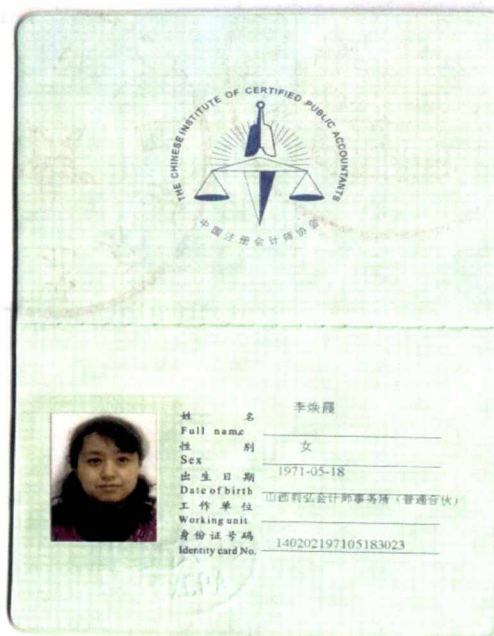 THE CHINESE INSTITUTE OF CERTIFIED PUBLIC ACCOUNTANTS
中国注册会计师协会
姓 名 李焕霞
Full name
性 别 女
Sex
出生日期 1971-05-18
Date of birth
工作单位 山西荆弘会计师事务所（普通合伙）
Working unit
身份证号码 140202197105183023
Identity card No.